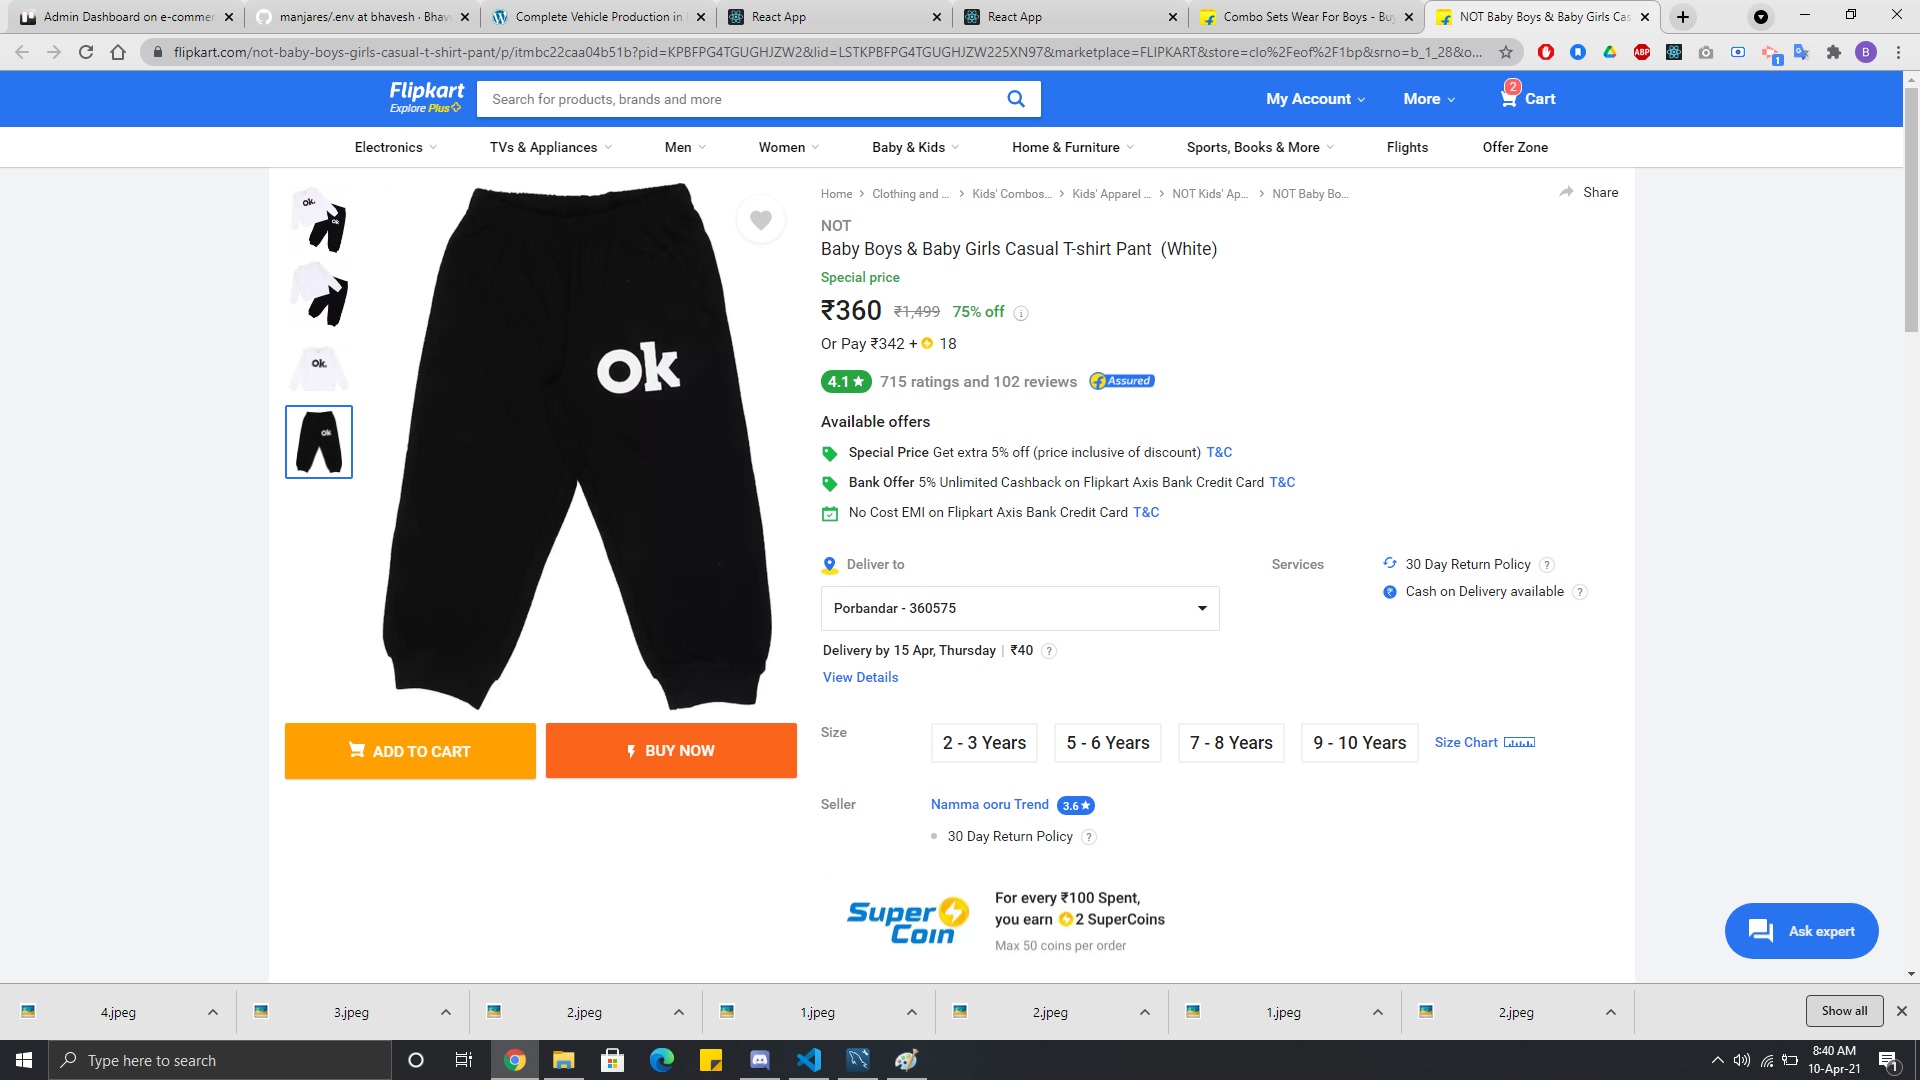 Admin Dashboard on e-commer
manjares/.env at bhavesh · Bhav
Complete Vehicle Production in
React App
React App
Combo Sets Wear For Boys - Buy
NOT Baby Boys & Baby Girls Cas
flipkart.com/not-baby-boys-girls-casual-t-shirt-pant/p/itmbc22caa04b51b?pid=KPBFPG4TGUGHJZW2&lid=LSTKPBFPG4TGUGHJZW225XN97&marketplace=FLIPKART&store=clo%2Feof%2F1bp&srno=b_1_28&o...
ABP
1
B
Flipkart
Explore Plus
Search for products, brands and more
My Account
More
2
Cart
Electronics
TVs & Appliances
Men
Women
Baby & Kids
Home & Furniture
Sports, Books & More
Flights
Offer Zone
Home > Clothing and ... > Kids' Combos... > Kids' Apparel ... > NOT Kids' Ap... > NOT Baby Bo...
Share
ok.
ok
ok.
ok
ok
NOT
Baby Boys & Baby Girls Casual T-shirt Pant (White)
Special price
₹360 ₹1,499 75% off
Or Pay ₹342 + 18
4.1★ 715 ratings and 102 reviews Assured
Available offers
Special Price Get extra 5% off (price inclusive of discount) T&C
Bank Offer 5% Unlimited Cashback on Flipkart Axis Bank Credit Card T&C
No Cost EMI on Flipkart Axis Bank Credit Card T&C
Deliver to
Porbandar - 360575
Delivery by 15 Apr, Thursday | ₹40 ?
View Details
Services
30 Day Return Policy ?
Cash on Delivery available ?
ADD TO CART
BUY NOW
Size
2 - 3 Years
5 - 6 Years
7 - 8 Years
9 - 10 Years
Size Chart
Seller
Namma ooru Trend 3.6★
30 Day Return Policy ?
Super Coin
For every ₹100 Spent,
you earn 2 SuperCoins
Max 50 coins per order
Ask expert
4.jpeg
3.jpeg
2.jpeg
1.jpeg
2.jpeg
1.jpeg
2.jpeg
Show all
Type here to search
8:40 AM
10-Apr-21
1